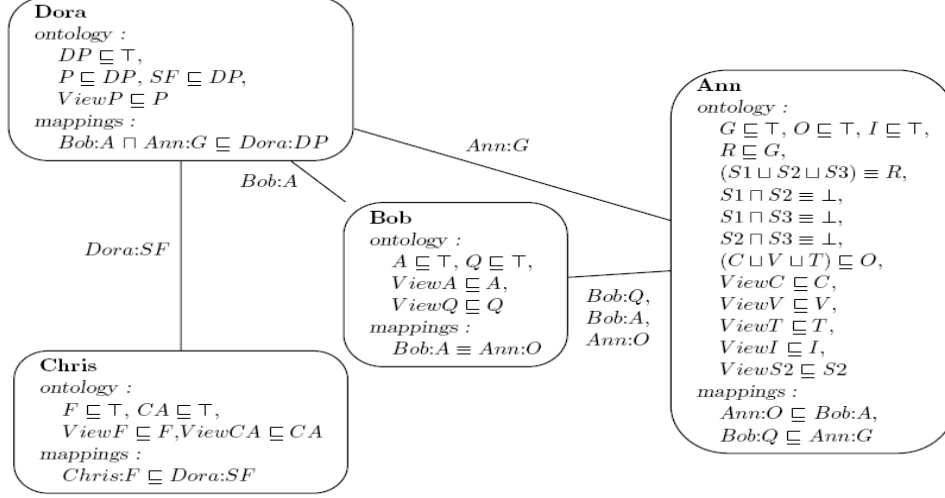 Dora
ontology :
DP ⊑ ⊤,
P ⊑ DP, SF ⊑ DP,
ViewP ⊑ P
mappings :
Bob:A ⊓ Ann:G ⊑ Dora:DP
Ann:G
Bob:A
Dora:SF
Bob
ontology :
A ⊑ ⊤, Q ⊑ ⊤,
ViewA ⊑ A,
ViewQ ⊑ Q
mappings :
Bob:A ≡ Ann:O
Bob:Q,
Bob:A,
Ann:O
Ann
ontology :
G ⊑ ⊤, O ⊑ ⊤, I ⊑ ⊤,
R ⊑ G,
(S1 ⊔ S2 ⊔ S3) ≡ R,
S1 ⊓ S2 ≡ ⊥,
S1 ⊓ S3 ≡ ⊥,
S2 ⊓ S3 ≡ ⊥,
(C ⊔ V ⊔ T) ⊑ O,
ViewC ⊑ C,
ViewV ⊑ V,
ViewT ⊑ T,
ViewI ⊑ I,
ViewS2 ⊑ S2
mappings :
Ann:O ⊑ Bob:A,
Bob:Q ⊑ Ann:G
Chris
ontology :
F ⊑ ⊤, CA ⊑ ⊤,
ViewF ⊑ F,ViewCA ⊑ CA
mappings :
Chris:F ⊑ Dora:SF